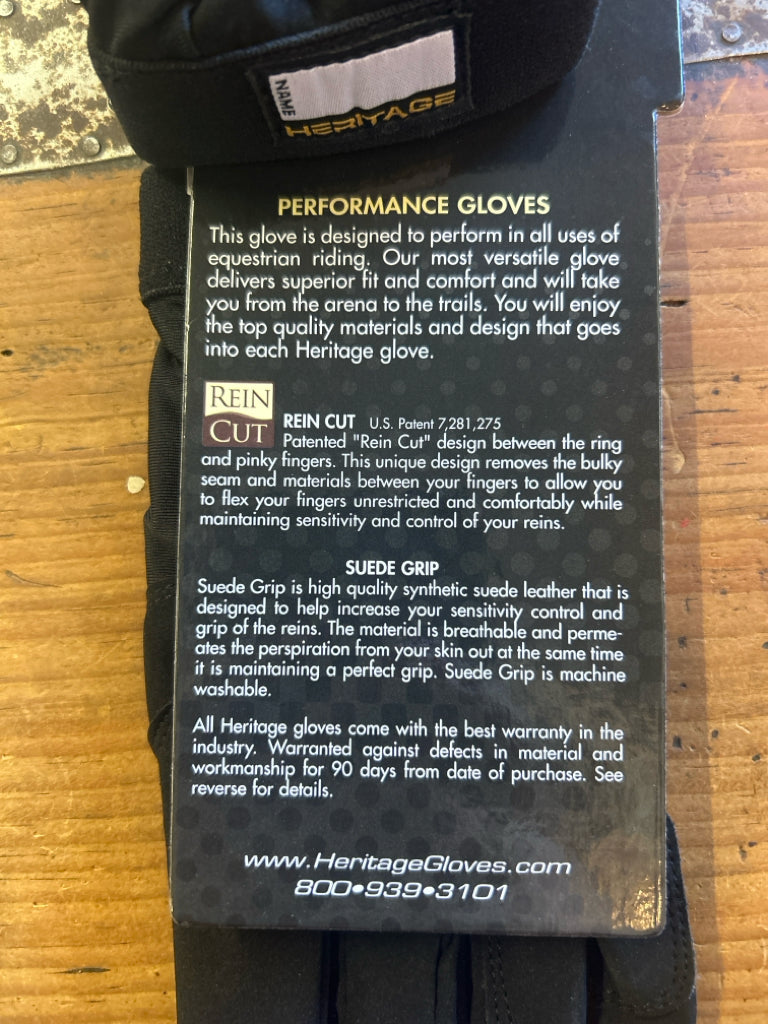 NAME
HERITAGE
PERFORMANCE GLOVES
This glove is designed to perform in all uses of
equestrian riding. Our most versatile glove
delivers superior fit and comfort and will take
you from the arena to the trails. You will enjoy
the top quality materials and design that goes
into each Heritage glove.
REIN
CUT
REIN CUT U.S. Patent 7,281,275
Patented "Rein Cut" design between the ring
and pinky fingers. This unique design removes the bulky
seam and materials between your fingers to allow you
to flex your fingers unrestricted and comfortably while
maintaining sensitivity and control of your reins.
SUEDE GRIP
Suede Grip is high quality synthetic suede leather that is
designed to help increase your sensitivity control and
grip of the reins. The material is breathable and perme-
ates the perspiration from your skin out at the same time
it is maintaining a perfect grip. Suede Grip is machine
washable.
All Heritage gloves come with the best warranty in the
industry. Warranted against defects in material and
workmanship for 90 days from date of purchase. See
reverse for details.
www.HeritageGloves.com
800•939•3101